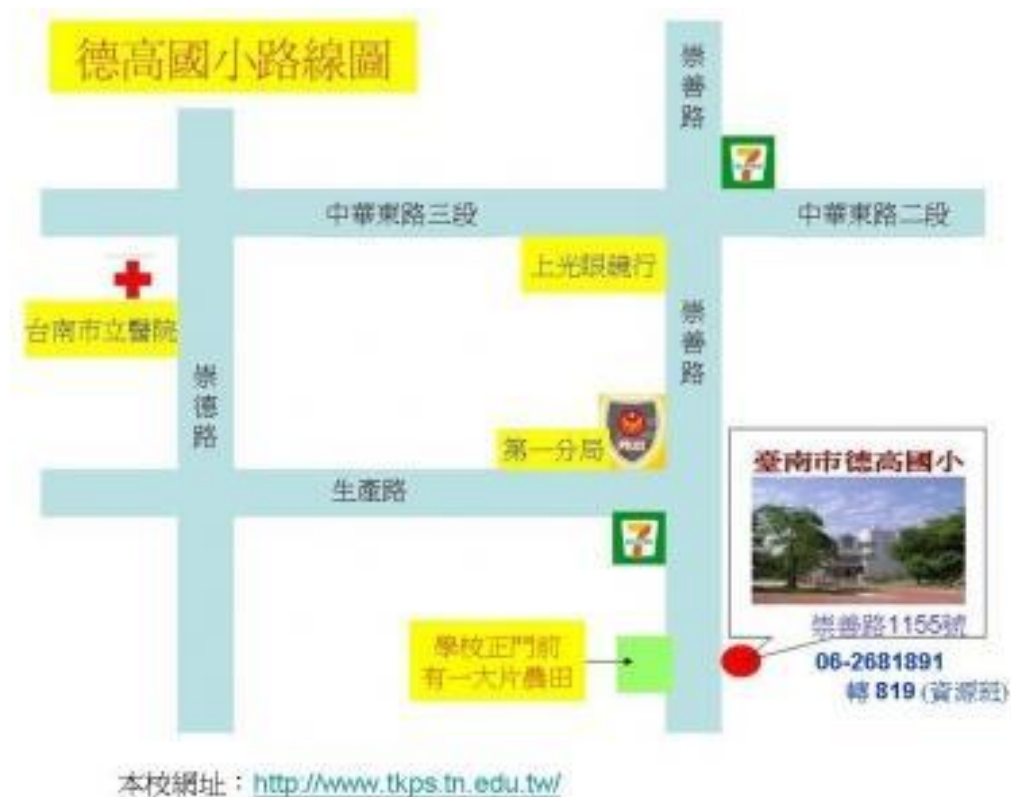 德高國小路線圖
崇善路
中華東路三段
中華東路二段
上光眼鏡行
台南市立醫院
崇善路
崇德路
第一分局
POLICE
生產路
臺南市德高國小
崇善路1155號
學校正門前
有一大片農田
06-2681891
轉 819 (資源班)
本校網址：http://www.tkps.tn.edu.tw/